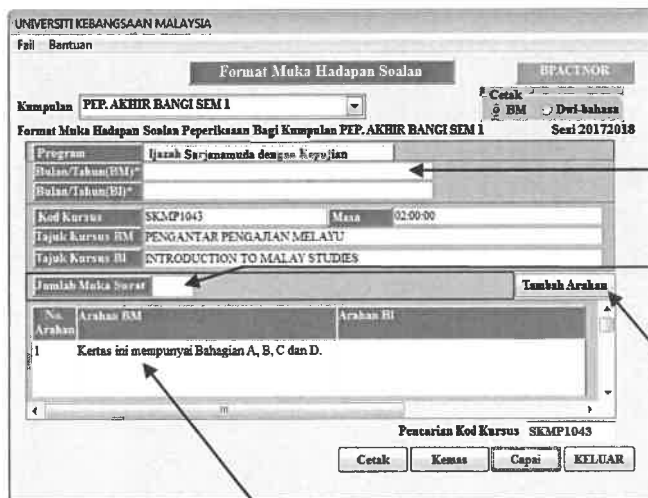 UNIVERSITI KEBANGSAAN MALAYSIA
Fail Bantuan
Format Muka Hadapan Soalan BPACTNOR
Kumpulan PEP. AKHIR BANGI SEM 1
Cetak
BM Dwi-bahasa
Format Muka Hadapan Soalan Peperiksaan Bagi Kumpulan PEP. AKHIR BANGI SEM 1 Sesi 20172018
Program Ijazah Sarjanamuda dengan Kepujian
Bulan/Tahun(BM)*
Bulan/Tahun(BI)*
Kod Kursus SKMP1043 Masa 02:00:00
Tajuk Kursus BM PENGANTAR PENGAJIAN MELAYU
Tajuk Kursus BI INTRODUCTION TO MALAY STUDIES
Jumlah Muka Surat Tambah Arahan
No. Arahan Arahan BM Arahan BI
1 Kertas ini mempunyai Bahagian A, B, C dan D.
Pencarian Kod Kursus SKMP1043
Cetak Kemas Capai KELUAR